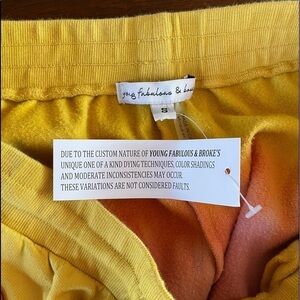 young fabulous &
S
DUE TO THE CUSTOM NATURE OF YOUNG FABULOUS & BROKE'S
UNIQUE ONE OF A KIND DYING TECHNIQUES, COLOR SHADINGS
AND MODERATE INCONSISTENCIES MAY OCCUR.
THESE VARIATIONS ARE NOT CONSIDERED FAULTS.